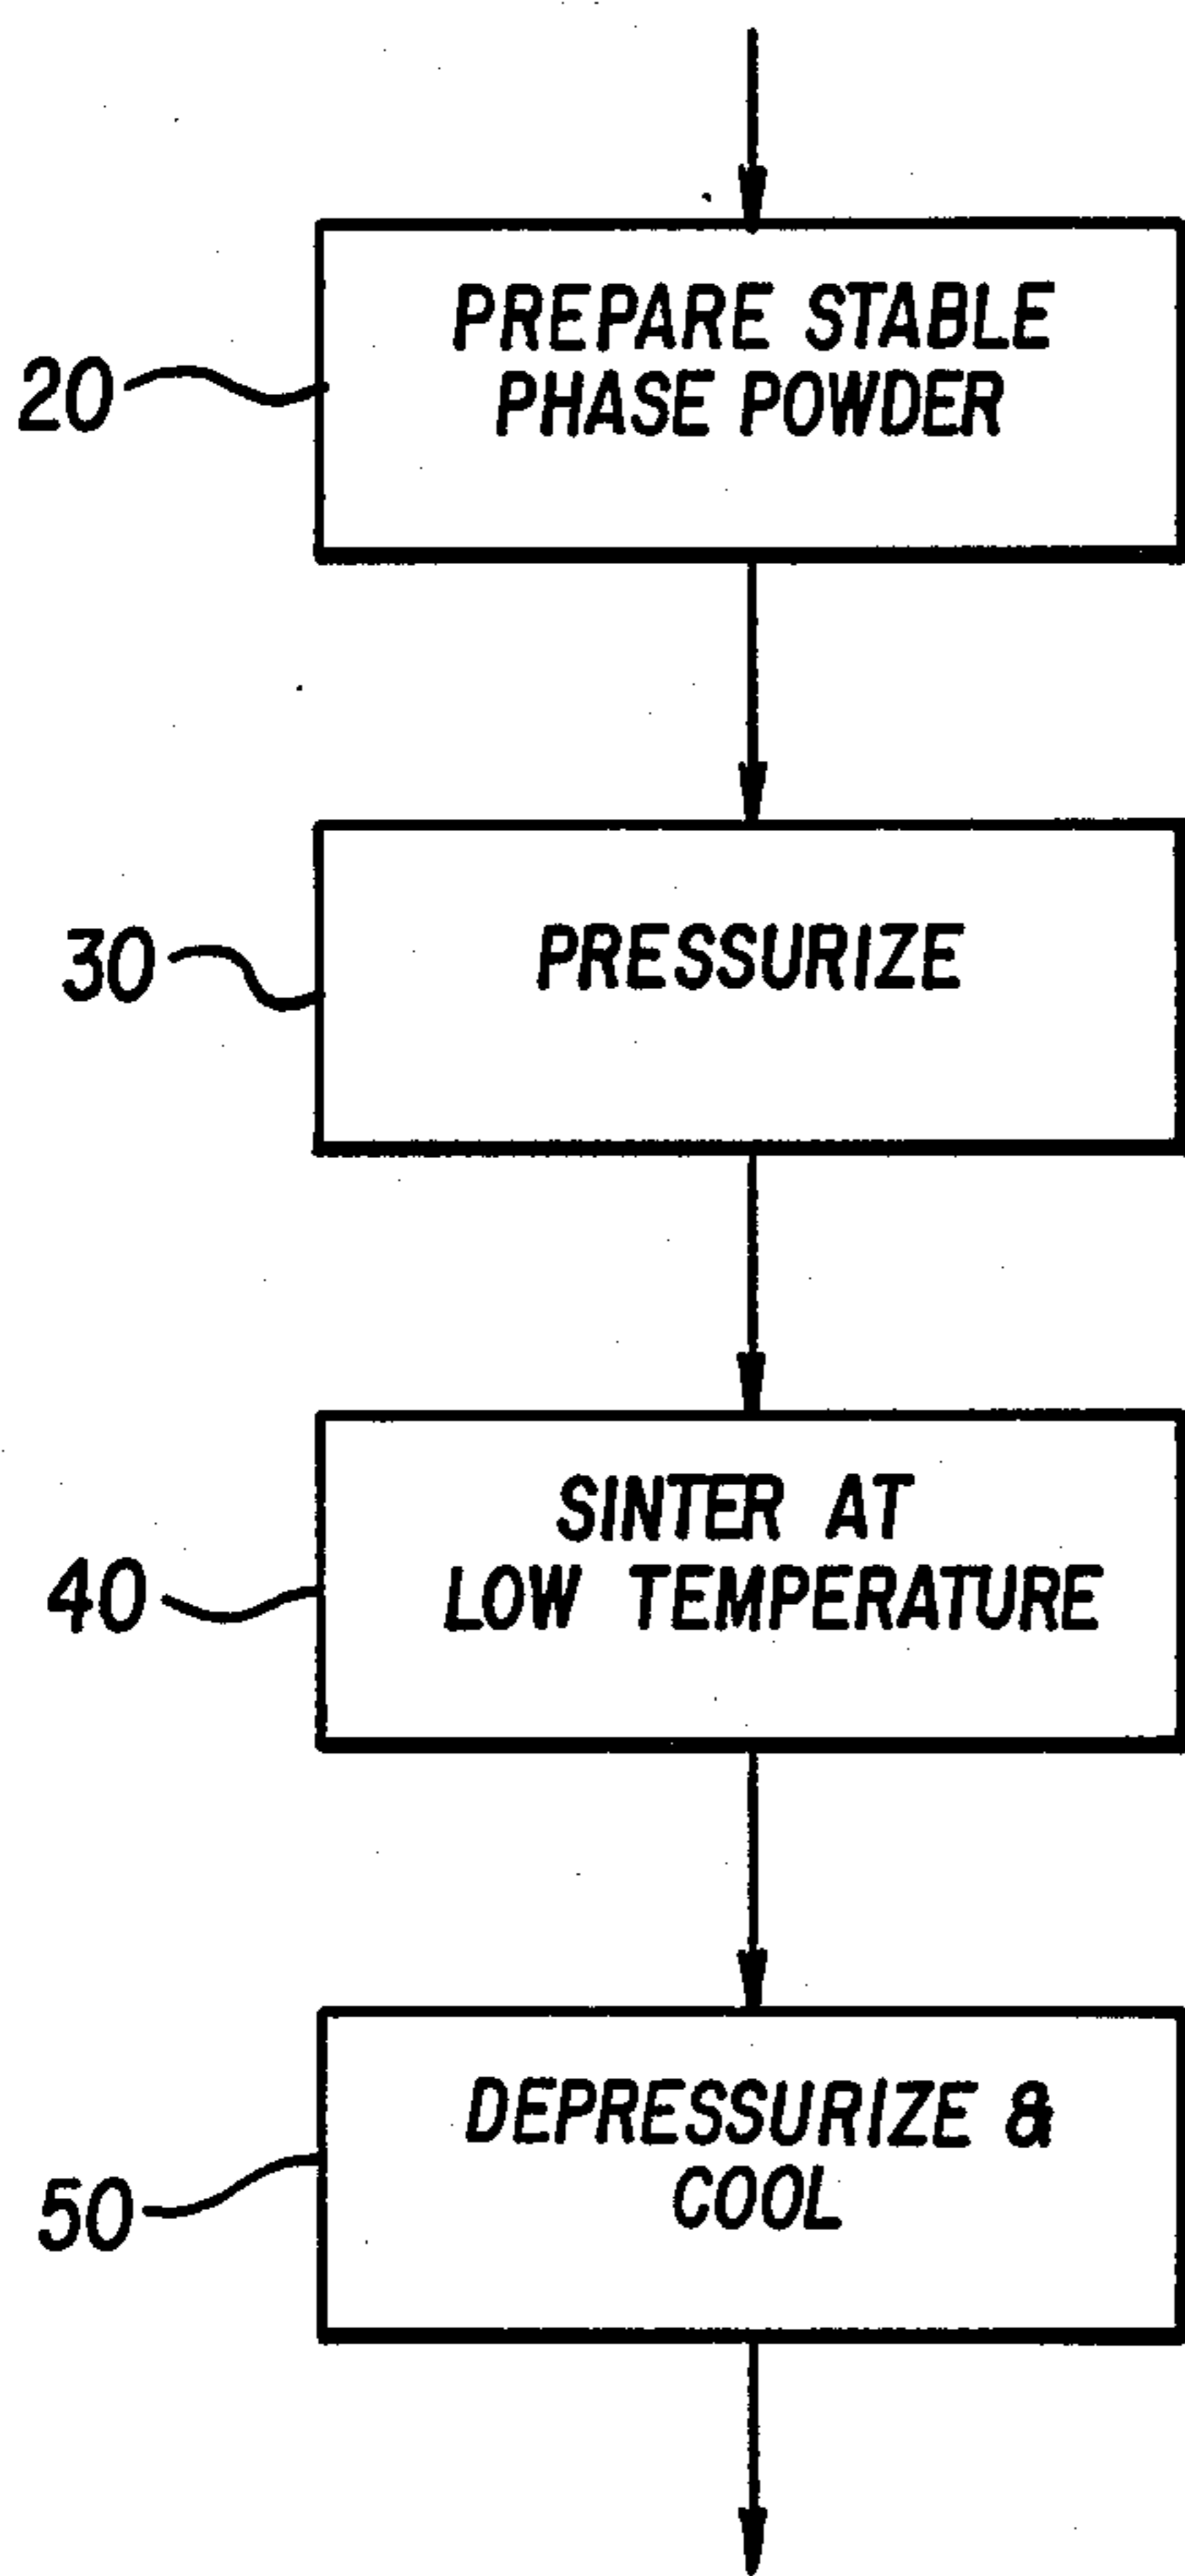 PREPARE STABLE
PHASE POWDER
20
PRESSURIZE
30
SINTER AT
LOW TEMPERATURE
40
DEPRESSURIZE &
COOL
50